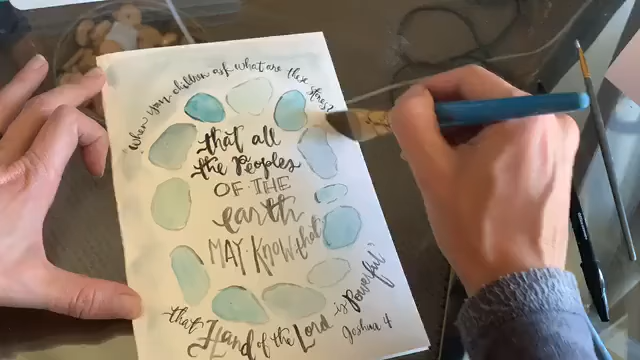 When your children ask what are these stones?
that all
the Peoples
OF THE
earth
MAY KNOW that
that Hand of the Lord is Powerful'
Joshua 4